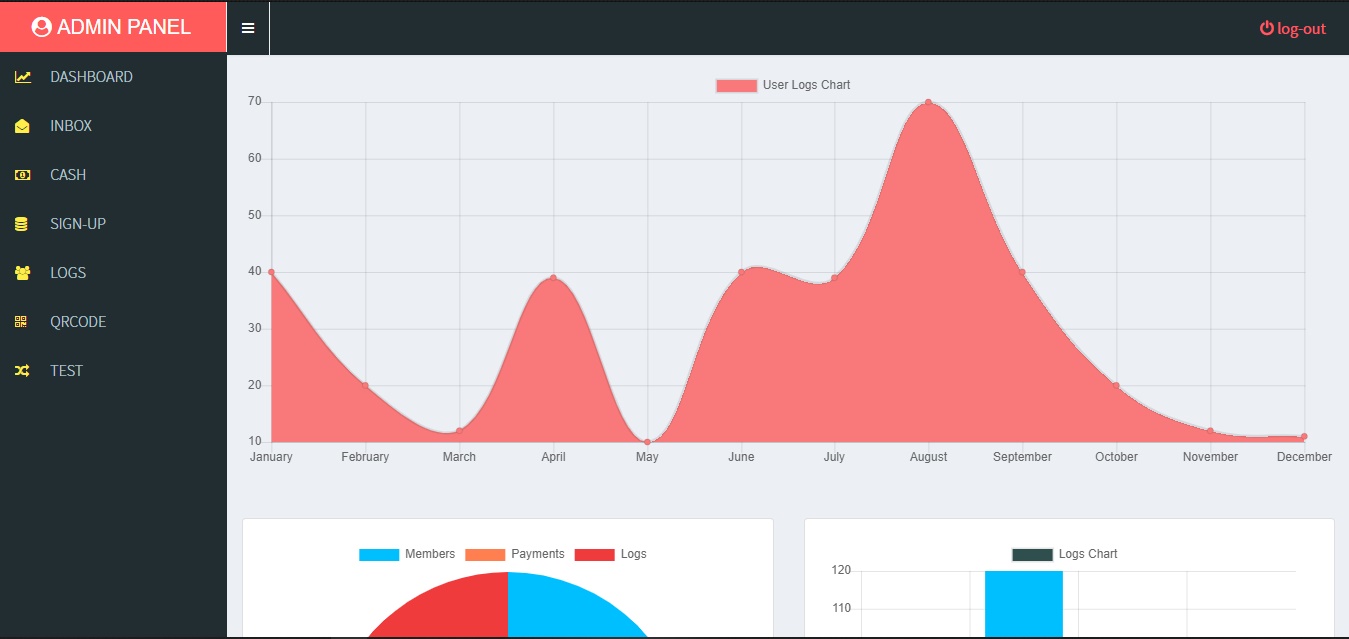 ADMIN PANEL
log-out
DASHBOARD
INBOX
CASH
SIGN-UP
LOGS
QRCODE
TEST
User Logs Chart
70
60
50
40
30
20
10
January February March April May June July August September October November December
Members Payments Logs
Logs Chart
120
110